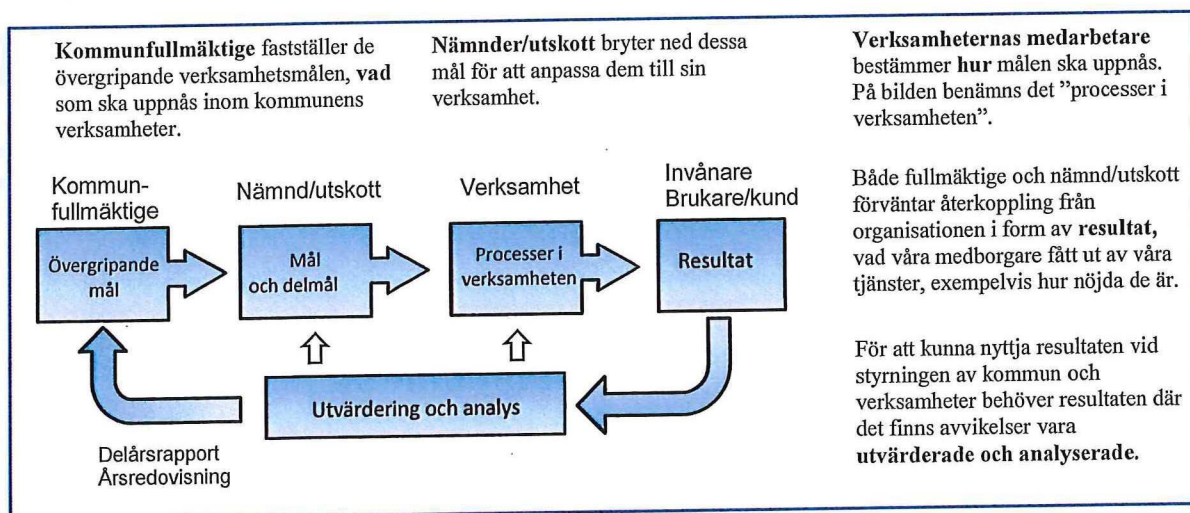 Kommunfullmäktige fastställer de
övergripande verksamhetsmålen, vad
som ska uppnås inom kommunens
verksamheter.
Nämnder/utskott bryter ned dessa
mål för att anpassa dem till sin
verksamhet.
Verksamheternas medarbetare
bestämmer hur målen ska uppnås.
På bilden benämns det ”processer i
verksamheten”.
Både fullmäktige och nämnd/utskott
förväntar återkoppling från
organisationen i form av resultat,
vad våra medborgare fått ut av våra
tjänster, exempelvis hur nöjda de är.
För att kunna nyttja resultaten vid
styrningen av kommun och
verksamheter behöver resultaten där
det finns avvikelser vara
utvärderade och analyserade.
Kommun-
fullmäktige
Nämnd/utskott
Verksamhet
Invånare
Brukare/kund
Övergripande
mål
Mål
och delmål
Processer i
verksamheten
Resultat
Utvärdering och analys
Delårsrapport
Årsredovisning